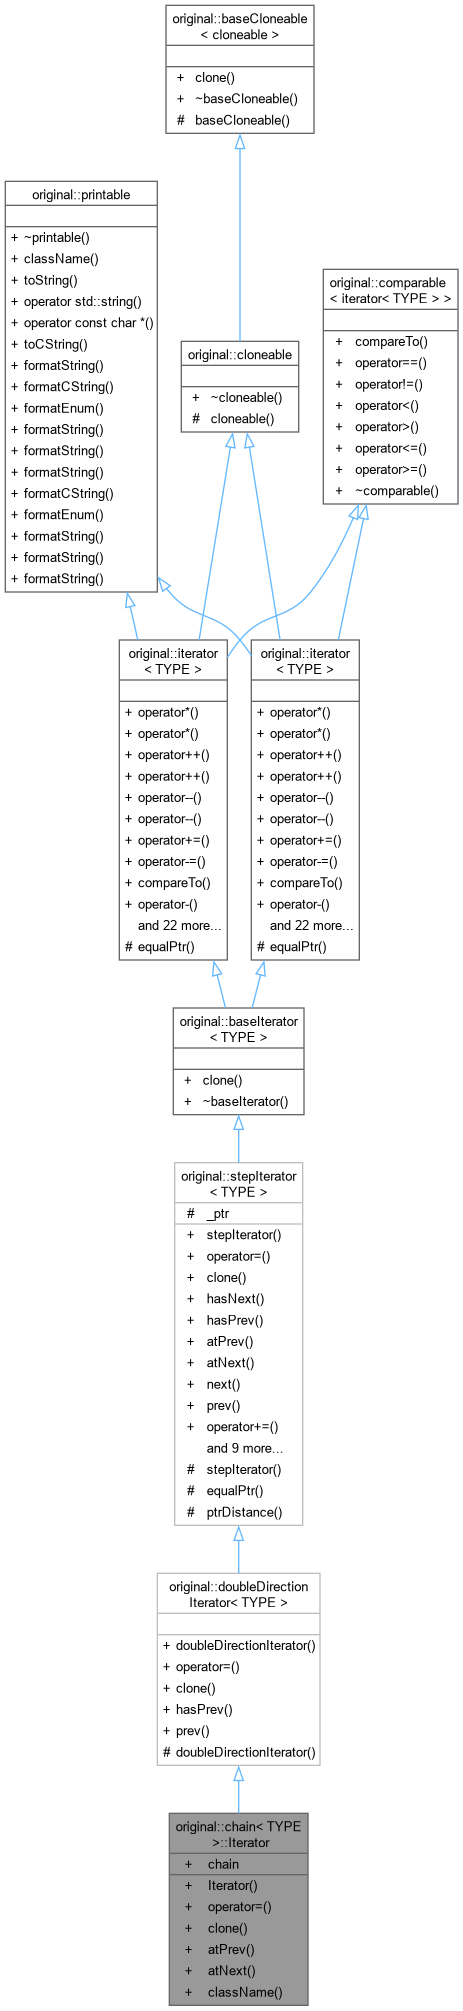 original::baseCloneable
< cloneable >
+ clone()
+ ~baseCloneable()
# baseCloneable()
original::printable
+ ~printable()
+ className()
+ toString()
+ operator std::string()
+ operator const char *()
+ toCString()
+ formatString()
+ formatCString()
+ formatEnum()
+ formatString()
+ formatString()
+ formatString()
+ formatCString()
+ formatEnum()
+ formatString()
+ formatString()
+ formatString()
original::cloneable
+ ~cloneable()
# cloneable()
original::comparable
< iterator< TYPE > >
+ compareTo()
+ operator==()
+ operator!=()
+ operator<()
+ operator>()
+ operator<=()
+ operator>=()
+ ~comparable()
original::iterator
< TYPE >
+ operator*()
+ operator*()
+ operator++()
+ operator++()
+ operator--()
+ operator--()
+ operator+=()
+ operator-=()
+ compareTo()
+ operator-()
and 22 more...
# equalPtr()
original::iterator
< TYPE >
+ operator*()
+ operator*()
+ operator++()
+ operator++()
+ operator--()
+ operator--()
+ operator+=()
+ operator-=()
+ compareTo()
+ operator-()
and 22 more...
# equalPtr()
original::baseIterator
< TYPE >
+ clone()
+ ~baseIterator()
original::stepIterator
< TYPE >
# _ptr
+ stepIterator()
+ operator=()
+ clone()
+ hasNext()
+ hasPrev()
+ atPrev()
+ atNext()
+ next()
+ prev()
+ operator+=()
and 9 more...
# stepIterator()
# equalPtr()
# ptrDistance()
original::doubleDirection
Iterator< TYPE >
+ doubleDirectionIterator()
+ operator=()
+ clone()
+ hasPrev()
+ prev()
# doubleDirectionIterator()
original::chain< TYPE
>::Iterator
+ chain
+ Iterator()
+ operator=()
+ clone()
+ atPrev()
+ atNext()
+ className()